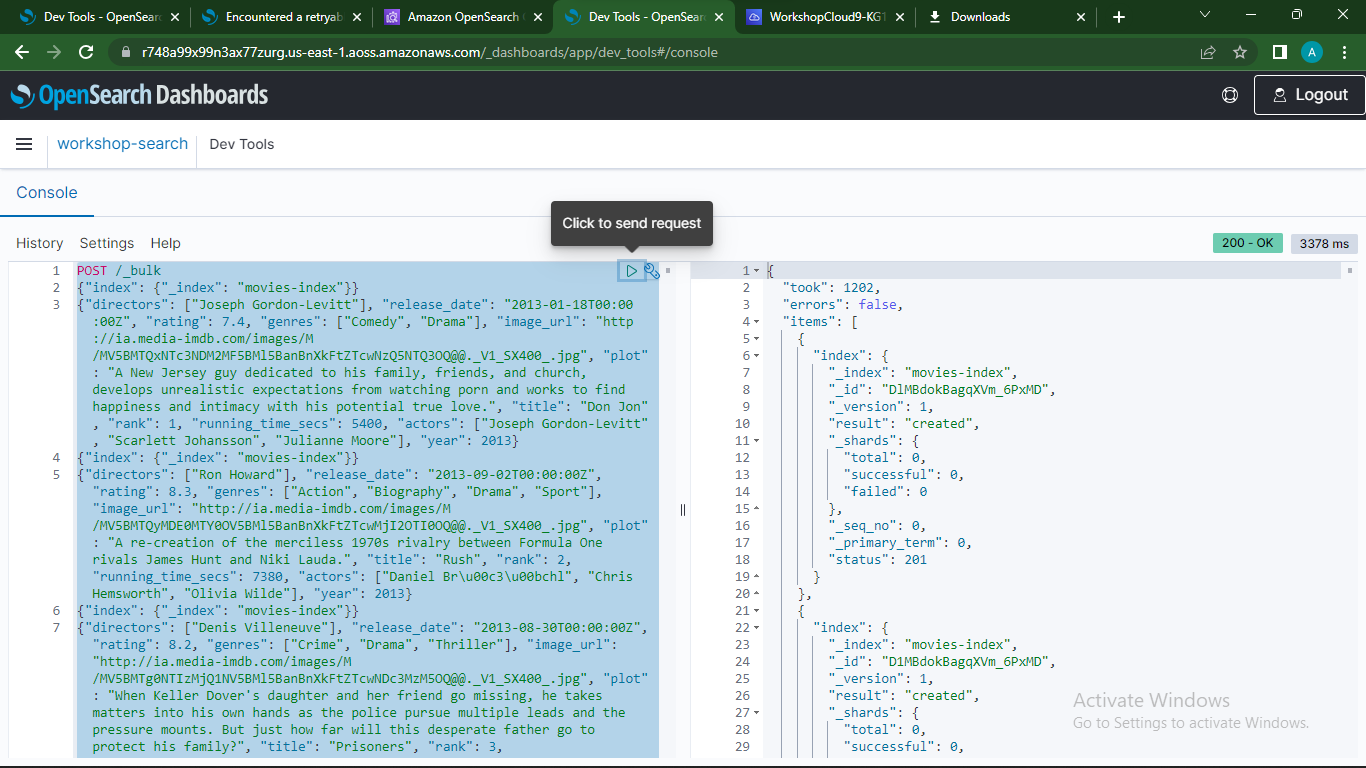 Dev Tools - OpenSear
Encountered a retryab
Amazon OpenSearch
Dev Tools - OpenSear
WorkshopCloud9-KG1
Downloads
r748a99x99n3ax77zurg.us-east-1.aoss.amazonaws.com/_dashboards/app/dev_tools#/console
A
OpenSearch Dashboards
Logout
workshop-search
Dev Tools
Console
Click to send request
History Settings Help
200 - OK
3378 ms
1 POST /_bulk
2 {"index": {"_index": "movies-index"}}
3 {"directors": ["Joseph Gordon-Levitt"], "release_date": "2013-01-18T00:00
:00Z", "rating": 7.4, "genres": ["Comedy", "Drama"], "image_url": "http
://ia.media-imdb.com/images/M
/MV5BMTQxNTc3NDM2MF5BMl5BanBnXkFtZTcwNzQ5NTQ3OQ@@._V1_SX400_.jpg", "plot"
: "A New Jersey guy dedicated to his family, friends, and church,
develops unrealistic expectations from watching porn and works to find
happiness and intimacy with his potential true love.", "title": "Don Jon"
, "rank": 1, "running_time_secs": 5400, "actors": ["Joseph Gordon-Levitt"
, "Scarlett Johansson", "Julianne Moore"], "year": 2013}
4 {"index": {"_index": "movies-index"}}
5 {"directors": ["Ron Howard"], "release_date": "2013-09-02T00:00:00Z",
"rating": 8.3, "genres": ["Action", "Biography", "Drama", "Sport"],
"image_url": "http://ia.media-imdb.com/images/M
/MV5BMTQyMDE0MTY0OV5BMl5BanBnXkFtZTcwMjI2OTI0OQ@@._V1_SX400_.jpg", "plot"
: "A re-creation of the merciless 1970s rivalry between Formula One
rivals James Hunt and Niki Lauda.", "title": "Rush", "rank": 2,
"running_time_secs": 7380, "actors": ["Daniel Br\u00c3\u00bchl", "Chris
Hemsworth", "Olivia Wilde"], "year": 2013}
6 {"index": {"_index": "movies-index"}}
7 {"directors": ["Denis Villeneuve"], "release_date": "2013-08-30T00:00:00Z",
"rating": 8.2, "genres": ["Crime", "Drama", "Thriller"], "image_url":
"http://ia.media-imdb.com/images/M
/MV5BMTg0NTIzMjQ1NV5BMl5BanBnXkFtZTcwNDc3MzM5OQ@@._V1_SX400_.jpg", "plot"
: "When Keller Dover's daughter and her friend go missing, he takes
matters into his own hands as the police pursue multiple leads and the
pressure mounts. But just how far will this desperate father go to
protect his family?", "title": "Prisoners", "rank": 3,
1 {
2 "took": 1202,
3 "errors": false,
4 "items": [
5 {
6 "index": {
7 "_index": "movies-index",
8 "_id": "DlMBdokBagqXVm_6PxMD",
9 "_version": 1,
10 "result": "created",
11 "_shards": {
12 "total": 0,
13 "successful": 0,
14 "failed": 0
15 },
16 "_seq_no": 0,
17 "_primary_term": 0,
18 "status": 201
19 }
20 },
21 {
22 "index": {
23 "_index": "movies-index",
24 "_id": "D1MBdokBagqXVm_6PxMD",
25 "_version": 1,
26 "result": "created",
27 "_shards": {
28 "total": 0,
29 "successful": 0,
Activate Windows
Go to Settings to activate Windows.